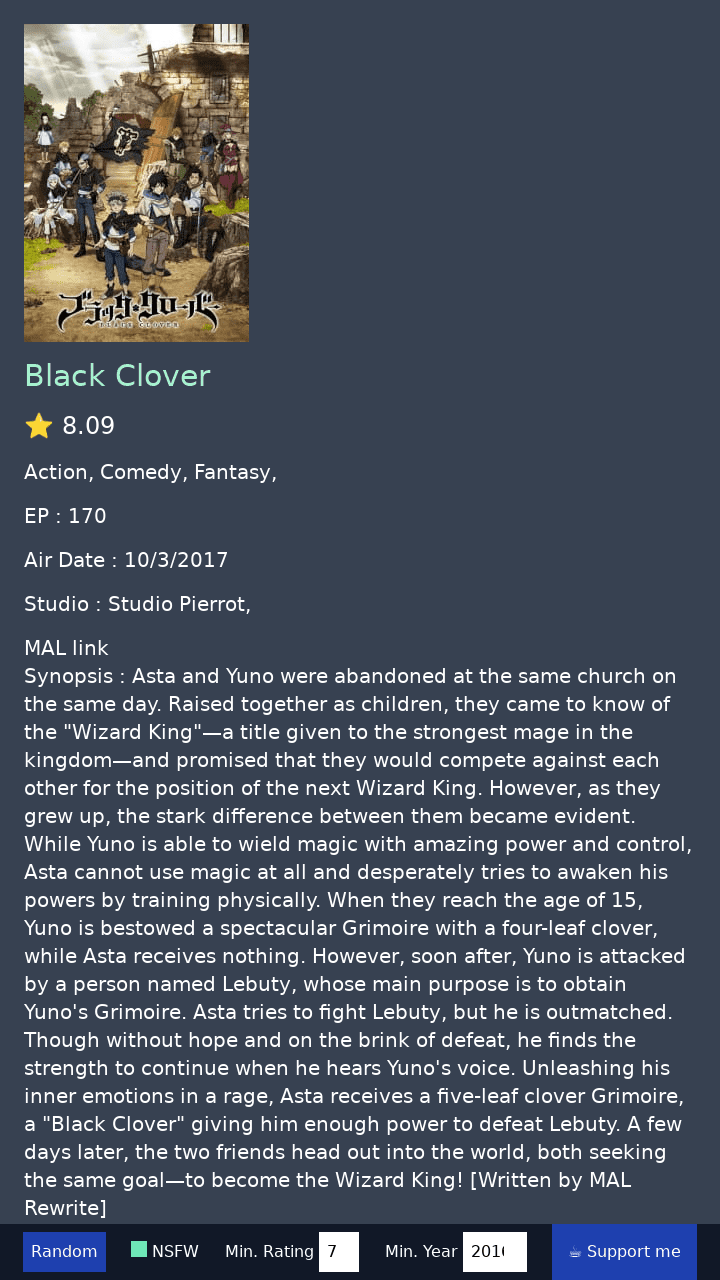 ブラッククローバー
BLACK CLOVER
Black Clover
⭐ 8.09
Action, Comedy, Fantasy,
EP : 170
Air Date : 10/3/2017
Studio : Studio Pierrot,
MAL link
Synopsis : Asta and Yuno were abandoned at the same church on
the same day. Raised together as children, they came to know of
the "Wizard King"—a title given to the strongest mage in the
kingdom—and promised that they would compete against each
other for the position of the next Wizard King. However, as they
grew up, the stark difference between them became evident.
While Yuno is able to wield magic with amazing power and control,
Asta cannot use magic at all and desperately tries to awaken his
powers by training physically. When they reach the age of 15,
Yuno is bestowed a spectacular Grimoire with a four-leaf clover,
while Asta receives nothing. However, soon after, Yuno is attacked
by a person named Lebuty, whose main purpose is to obtain
Yuno's Grimoire. Asta tries to fight Lebuty, but he is outmatched.
Though without hope and on the brink of defeat, he finds the
strength to continue when he hears Yuno's voice. Unleashing his
inner emotions in a rage, Asta receives a five-leaf clover Grimoire,
a "Black Clover" giving him enough power to defeat Lebuty. A few
days later, the two friends head out into the world, both seeking
the same goal—to become the Wizard King! [Written by MAL
Rewrite]
Random NSFW Min. Rating 7 Min. Year 201 ☕ Support me